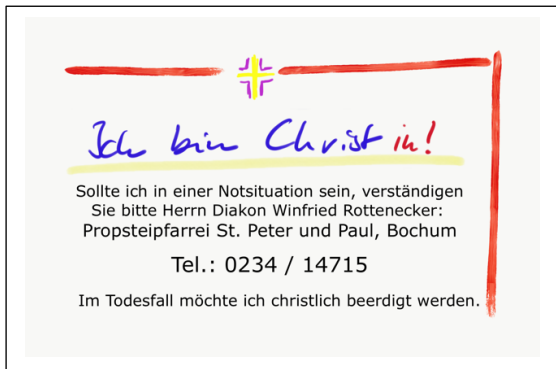 Ich bin Christin!
Sollte ich in einer Notsituation sein, verständigen
Sie bitte Herrn Diakon Winfried Rottenecker:
Propsteipfarrei St. Peter und Paul, Bochum
Tel.: 0234 / 14715
Im Todesfall möchte ich christlich beerdigt werden.